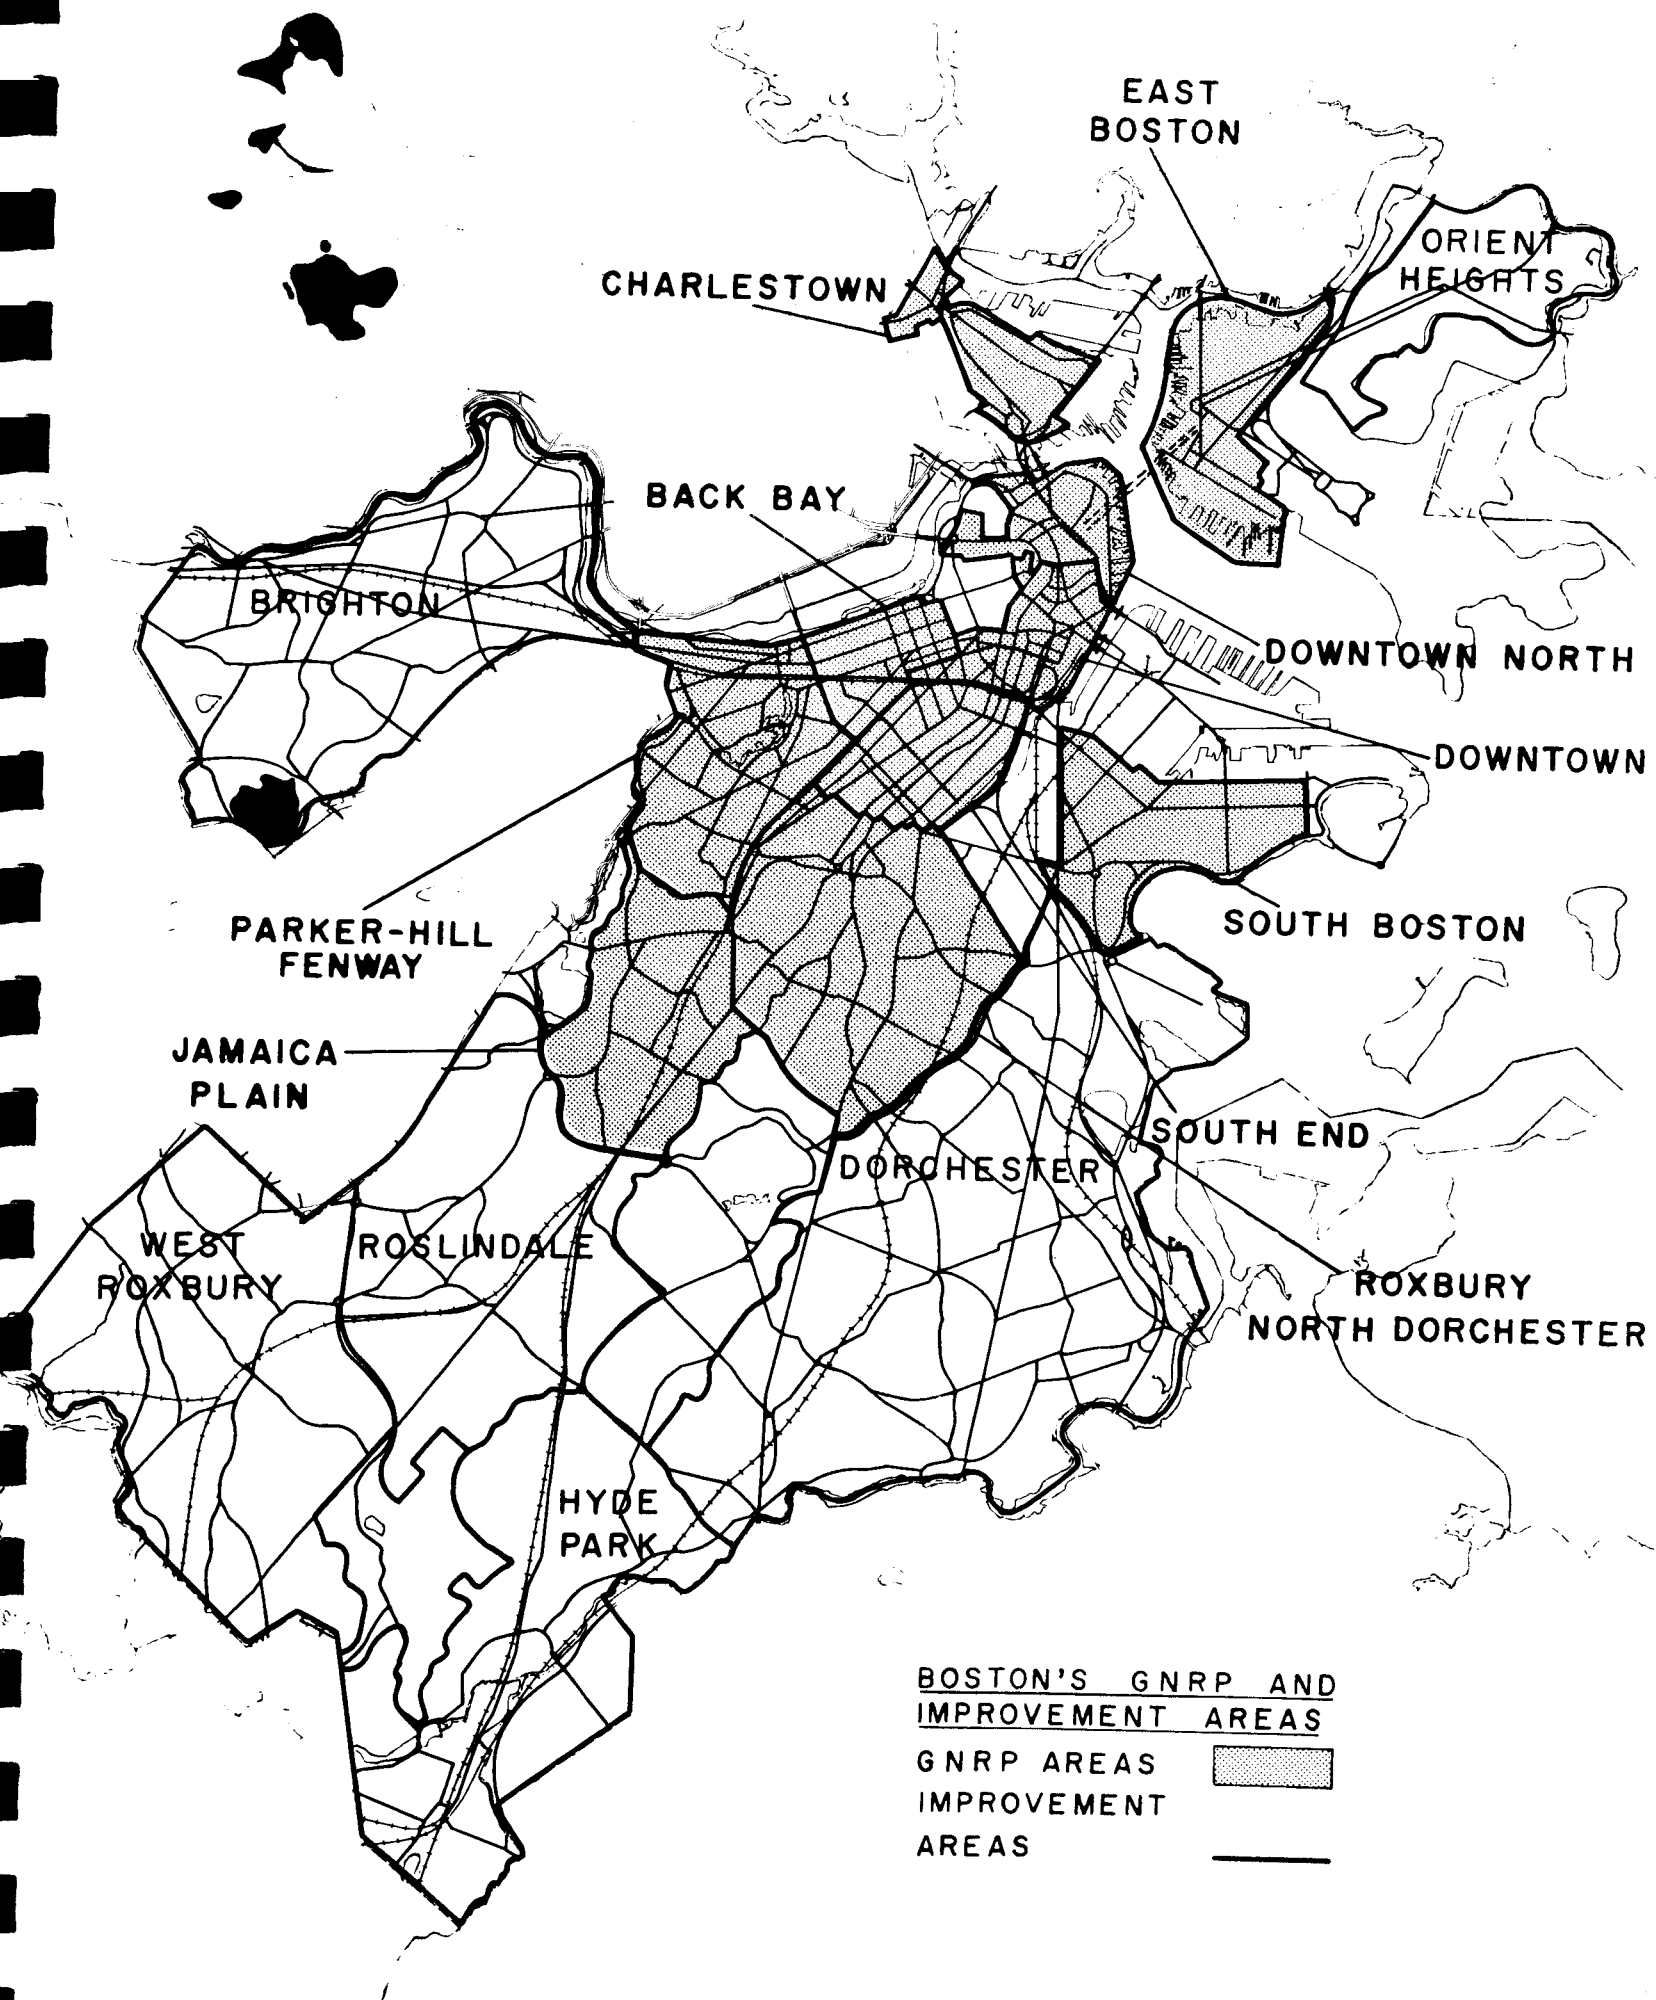 EAST
BOSTON
ORIENT
HEIGHTS
CHARLESTOWN
BACK BAY
BRIGHTON
DOWNTOWN NORTH
DOWNTOWN
PARKER-HILL
FENWAY
SOUTH BOSTON
JAMAICA
PLAIN
SOUTH END
DORCHESTER
WEST
ROXBURY
ROSLINDALE
ROXBURY
NORTH DORCHESTER
HYDE
PARK
BOSTON'S GNRP AND
IMPROVEMENT AREAS
GNRP AREAS
IMPROVEMENT
AREAS